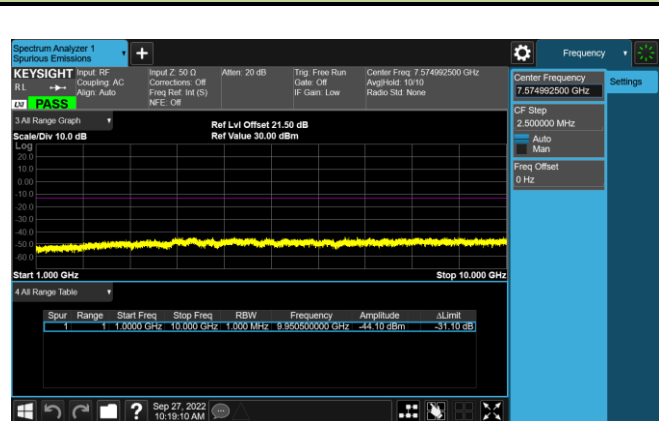 Spectrum Analyzer 1
Spurious Emissions
Frequency
KEYSIGHT Input: RF
RL
Coupling: AC
Align: Auto
PASS
Input Z: 50 Ω
Corrections: Off
Freq Ref: Int (S)
NFE: Off
Atten: 20 dB
Trig: Free Run
Gate: Off
IF Gain: Low
Center Freq: 7.574992500 GHz
Avg|Hold: 10/10
Radio Std: None
Center Frequency
7.574992500 GHz
Settings
CF Step
2.500000 MHz
Auto
Man
Freq Offset
0 Hz
3 All Range Graph
Scale/Div 10.0 dB
Ref Lvl Offset 21.50 dB
Ref Value 30.00 dBm
Log
20.0
10.0
0.00
-10.0
-20.0
-30.0
-40.0
-50.0
-60.0
Start 1.000 GHz
Stop 10.000 GHz
4 All Range Table
Spur Range Start Freq Stop Freq RBW Frequency Amplitude ΔLimit
1 1 1.0000 GHz 10.000 GHz 1.000 MHz 9.950500000 GHz -44.10 dBm -31.10 dB
?
Sep 27, 2022
10:19:10 AM